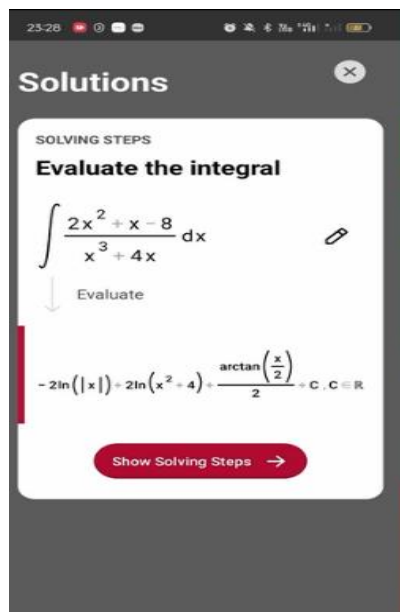 23:28
Solutions
SOLVING STEPS
Evaluate the integral
∫ (2x² + x - 8)/(x³ + 4x) dx
Evaluate
- 2ln(|x|) + 2ln(x² + 4) + arctan(x/2)/2 + C , C ∈ ℝ
Show Solving Steps →